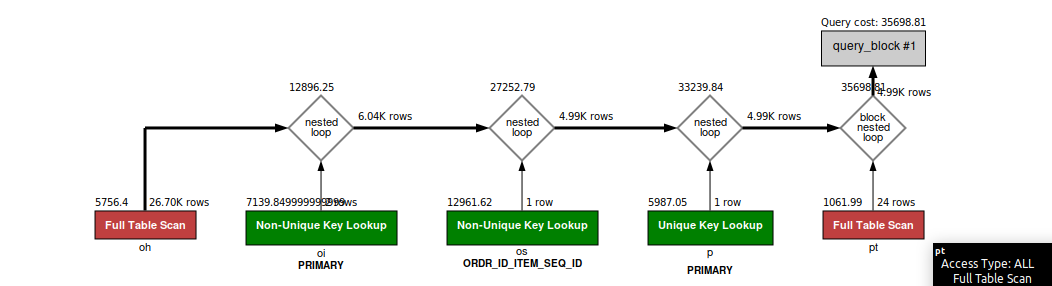 Query cost: 35698.81
query_block #1
12896.25
27252.79
33239.84
35698.81
4.99K rows
nested
loop
6.04K rows
nested
loop
4.99K rows
nested
loop
4.99K rows
block
nested
loop
5756.4
26.70K rows
7139.849999999999
2 rows
12961.62
1 row
5987.05
1 row
1061.99
24 rows
Full Table Scan
Non-Unique Key Lookup
Non-Unique Key Lookup
Unique Key Lookup
Full Table Scan
oh
oi
PRIMARY
os
ORDR_ID_ITEM_SEQ_ID
p
PRIMARY
pt
pt
Access Type: ALL
Full Table Scan